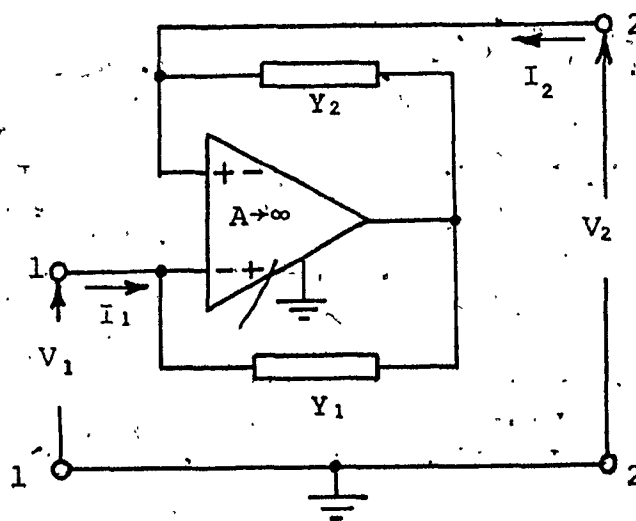 2
I₂
Y₂
+ -
A→∞
V₂
1
- +
I₁
V₁
Y₁
1
2